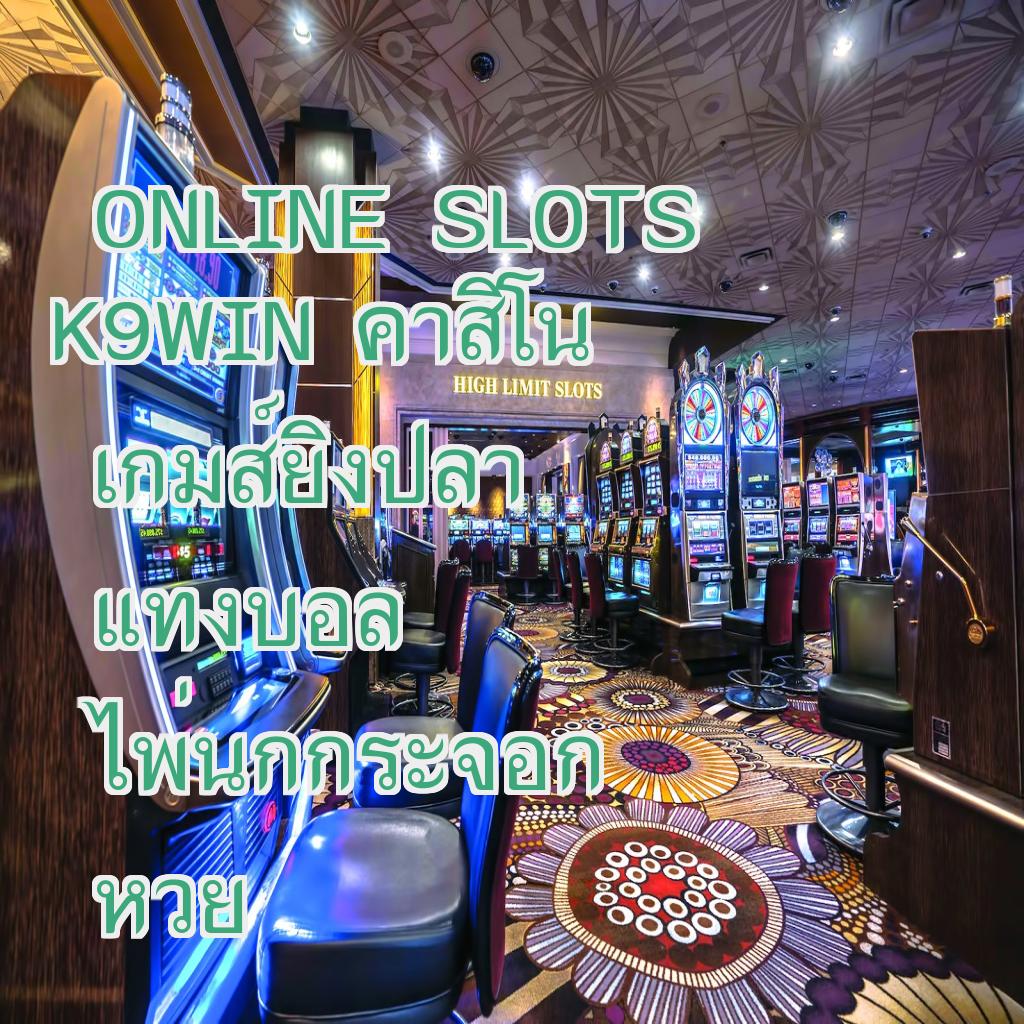 ONLINE SLOTS
K9WIN คาสิโน
HIGH LIMIT SLOTS
เกมส์ยิงปลา
แทงบอล
ไพ่นกกระจอก
หวย